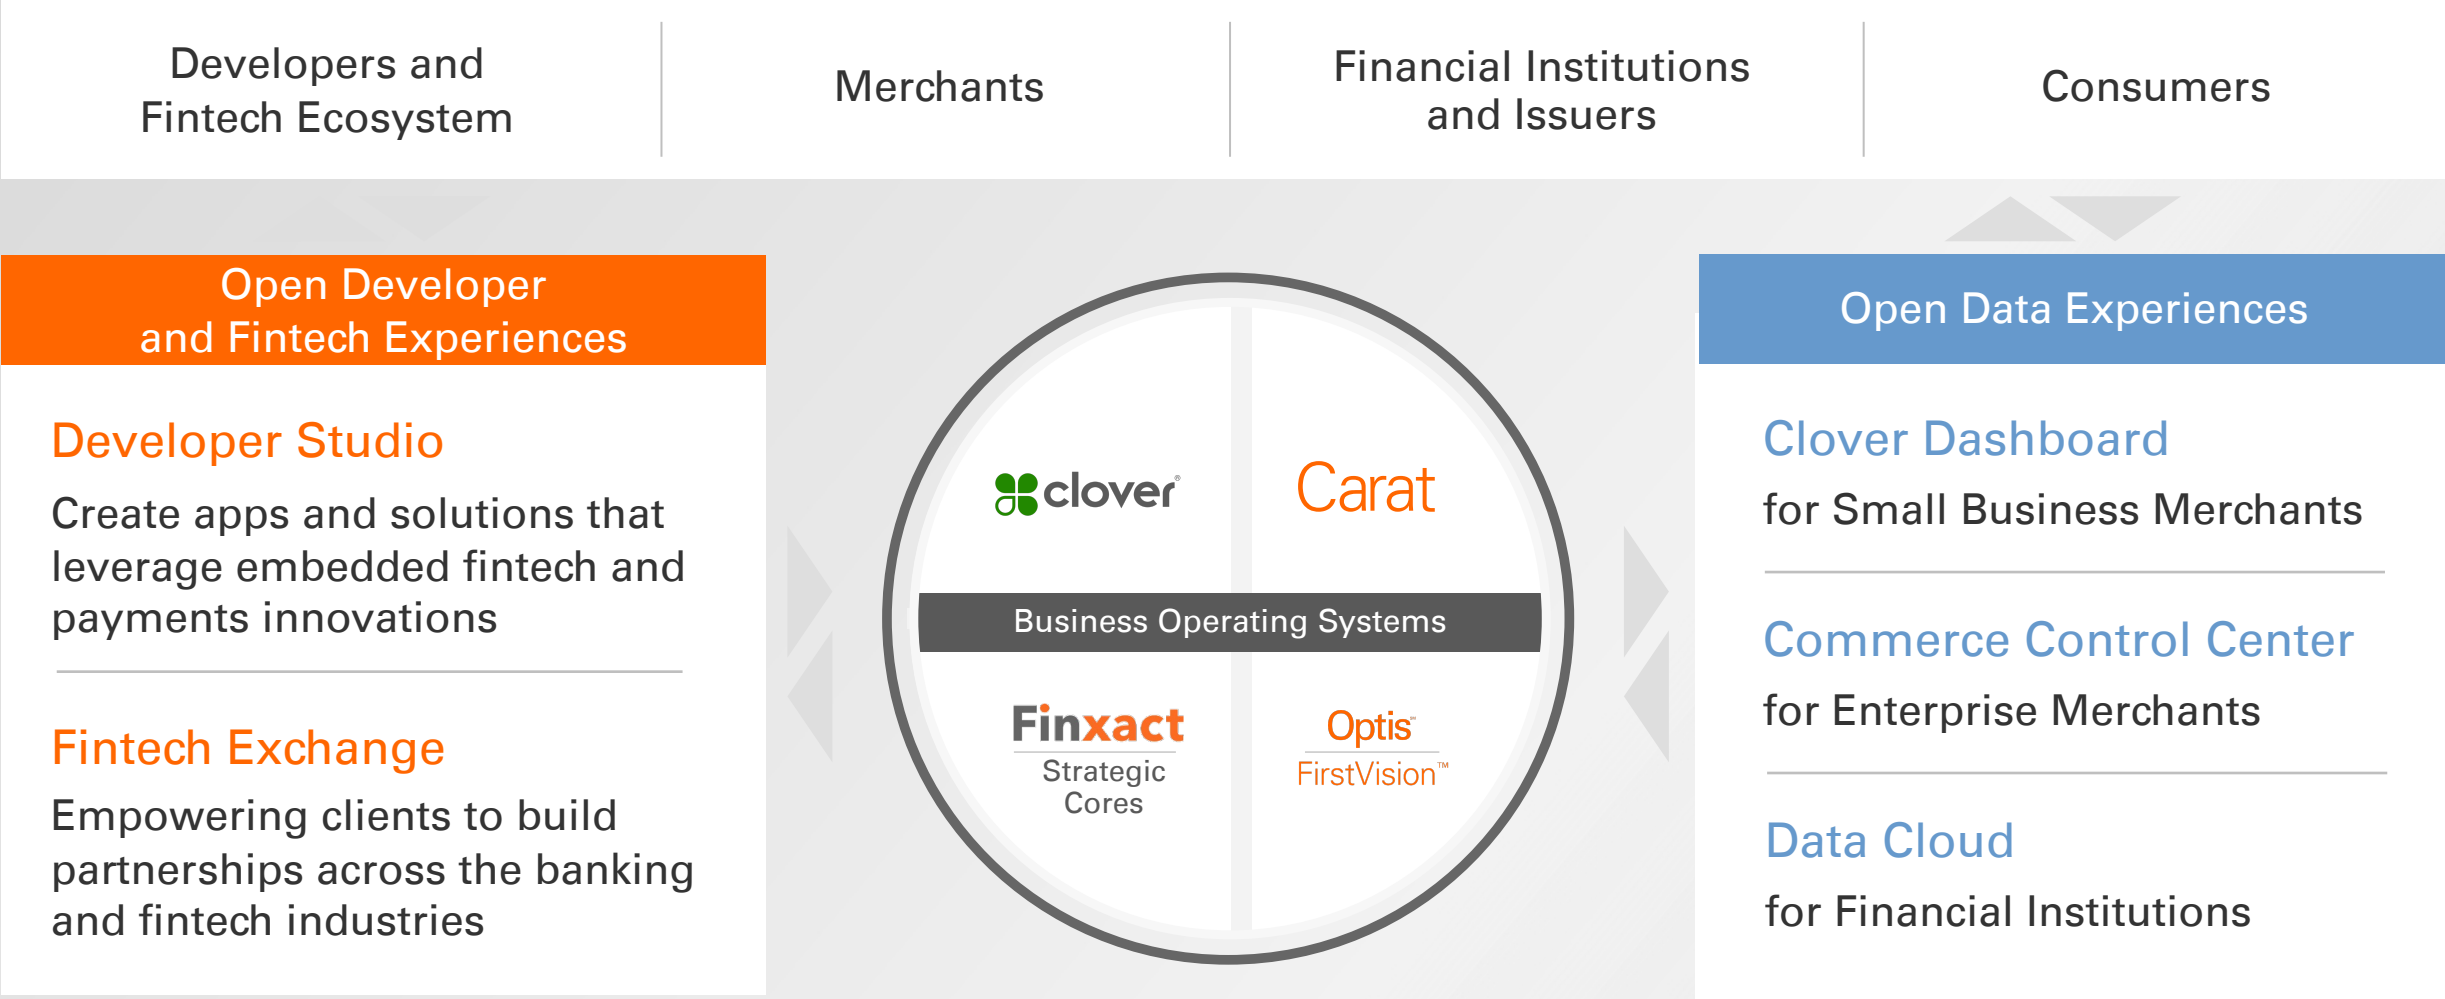 Developers and
Fintech Ecosystem
Merchants
Financial Institutions
and Issuers
Consumers
Open Developer
and Fintech Experiences
Developer Studio
Create apps and solutions that
leverage embedded fintech and
payments innovations
Fintech Exchange
Empowering clients to build
partnerships across the banking
and fintech industries
clover®
Carat
Business Operating Systems
Finxact
Strategic
Cores
Optis℠
FirstVision™
Open Data Experiences
Clover Dashboard
for Small Business Merchants
Commerce Control Center
for Enterprise Merchants
Data Cloud
for Financial Institutions